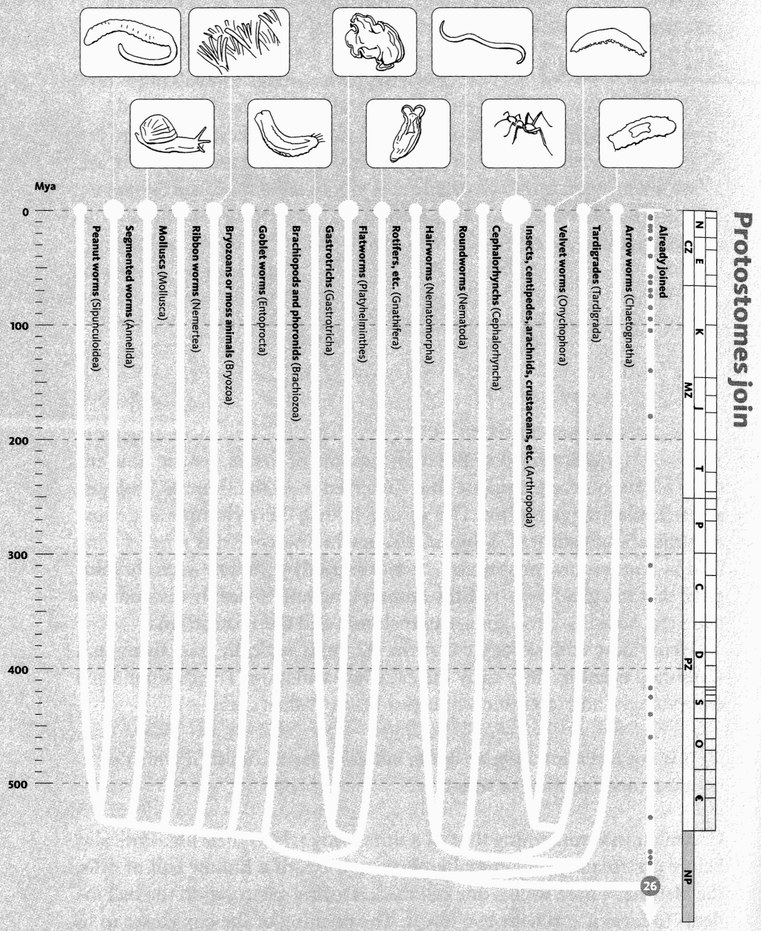 Protostomes join
Mya
0
100
200
300
400
500
Peanut worms (Sipunculoidea)
Segmented worms (Annelida)
Molluscs (Mollusca)
Ribbon worms (Nemertea)
Bryozoans or moss animals (Bryozoa)
Goblet worms (Entoprocta)
Brachiopods and phoronids (Brachiozoa)
Gastrotrichs (Gastrotricha)
Flatworms (Platyhelminthes)
Rotifers, etc. (Gnathifera)
Hairworms (Nematomorpha)
Roundworms (Nematoda)
Cephalorhynchs (Cephalorhyncha)
Insects, centipedes, arachnids, crustaceans, etc. (Arthropoda)
Velvet worms (Onychophora)
Tardigrades (Tardigrada)
Arrow worms (Chaetognatha)
Already joined
CZ
MZ
PZ
NP
N
E
K
J
T
P
C
D
S
O
Є
26